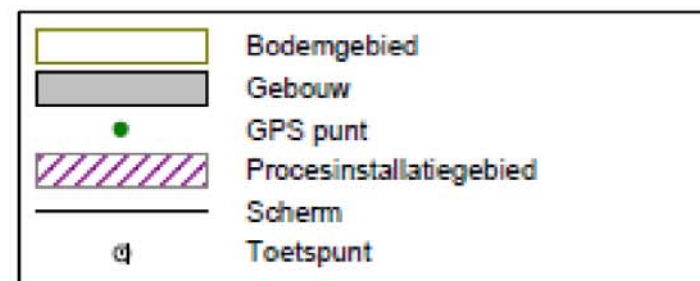 Bodemgebied
Gebouw
GPS punt
Procesinstallatiegebied
Scherm
Toetspunt